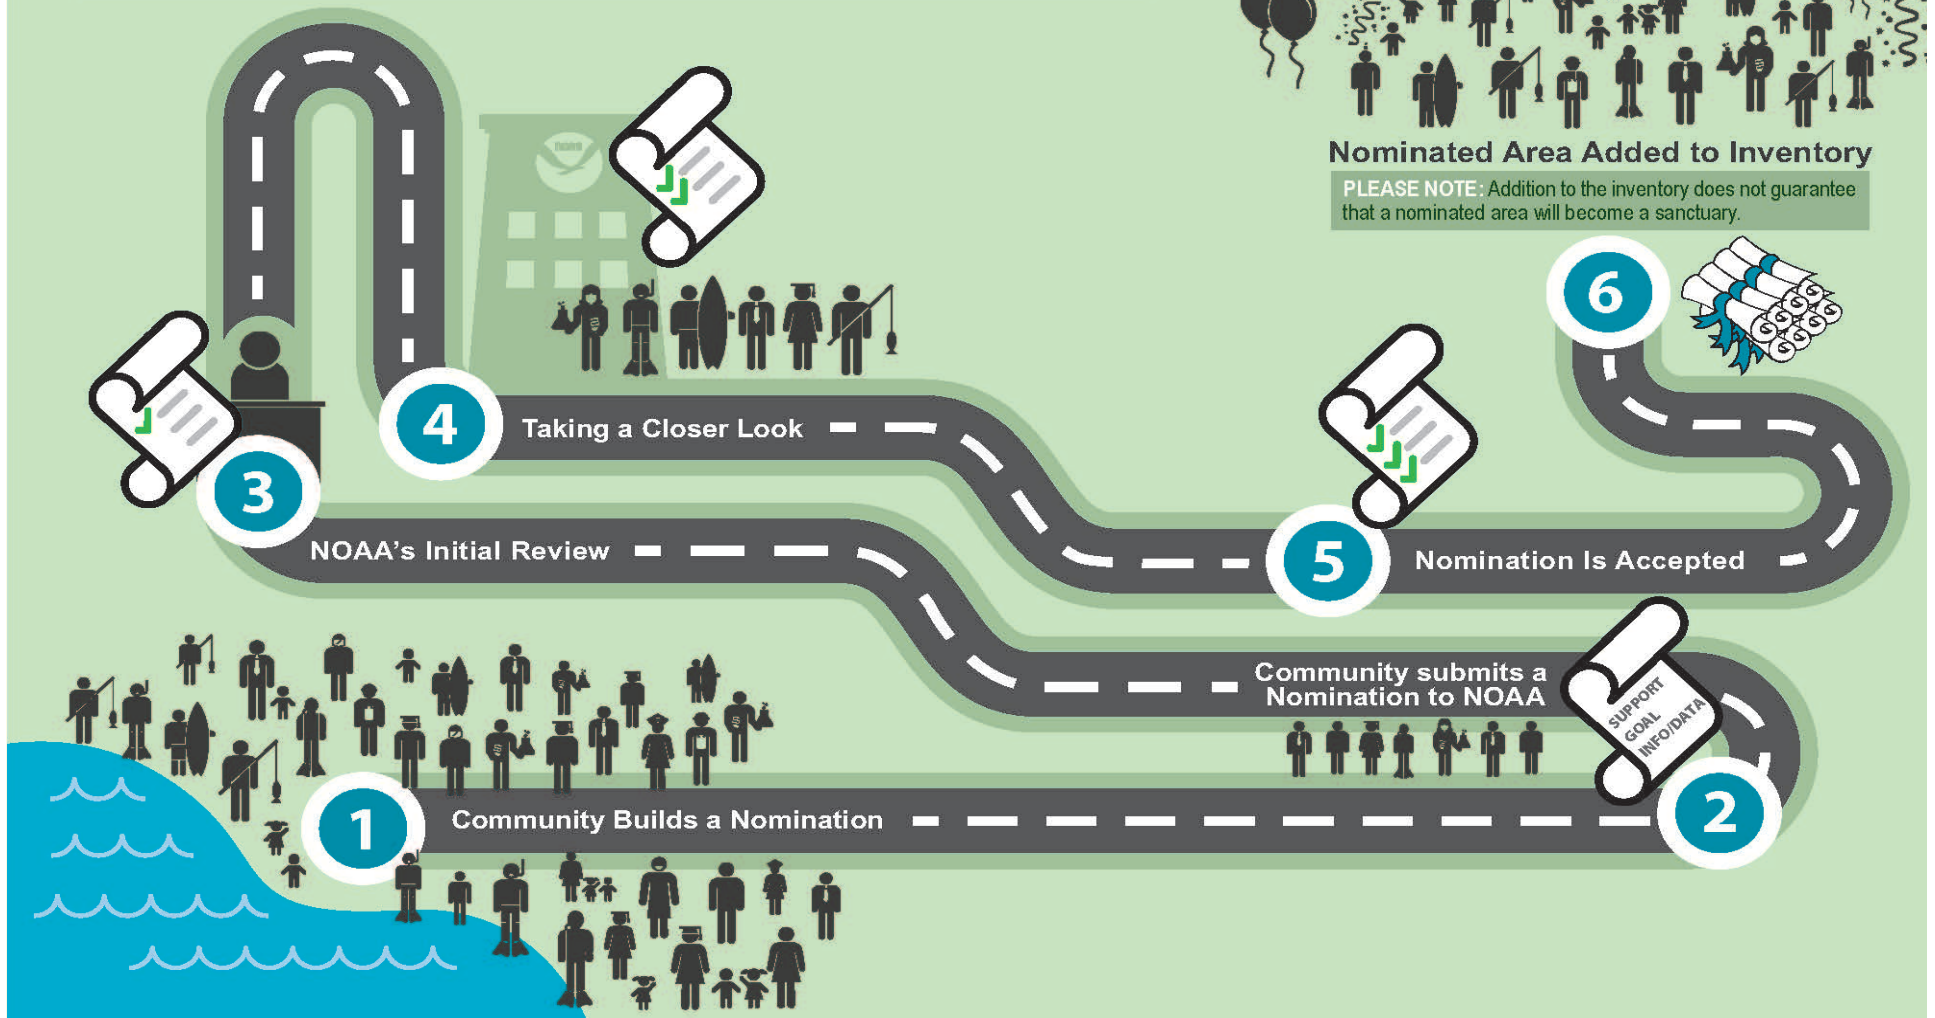 Nominated Area Added to Inventory
PLEASE NOTE: Addition to the inventory does not guarantee
that a nominated area will become a sanctuary.
6
4
Taking a Closer Look
3
NOAA's Initial Review
5
Nomination Is Accepted
Community submits a
Nomination to NOAA
SUPPORT
GOAL
INFO/DATA
1
Community Builds a Nomination
2